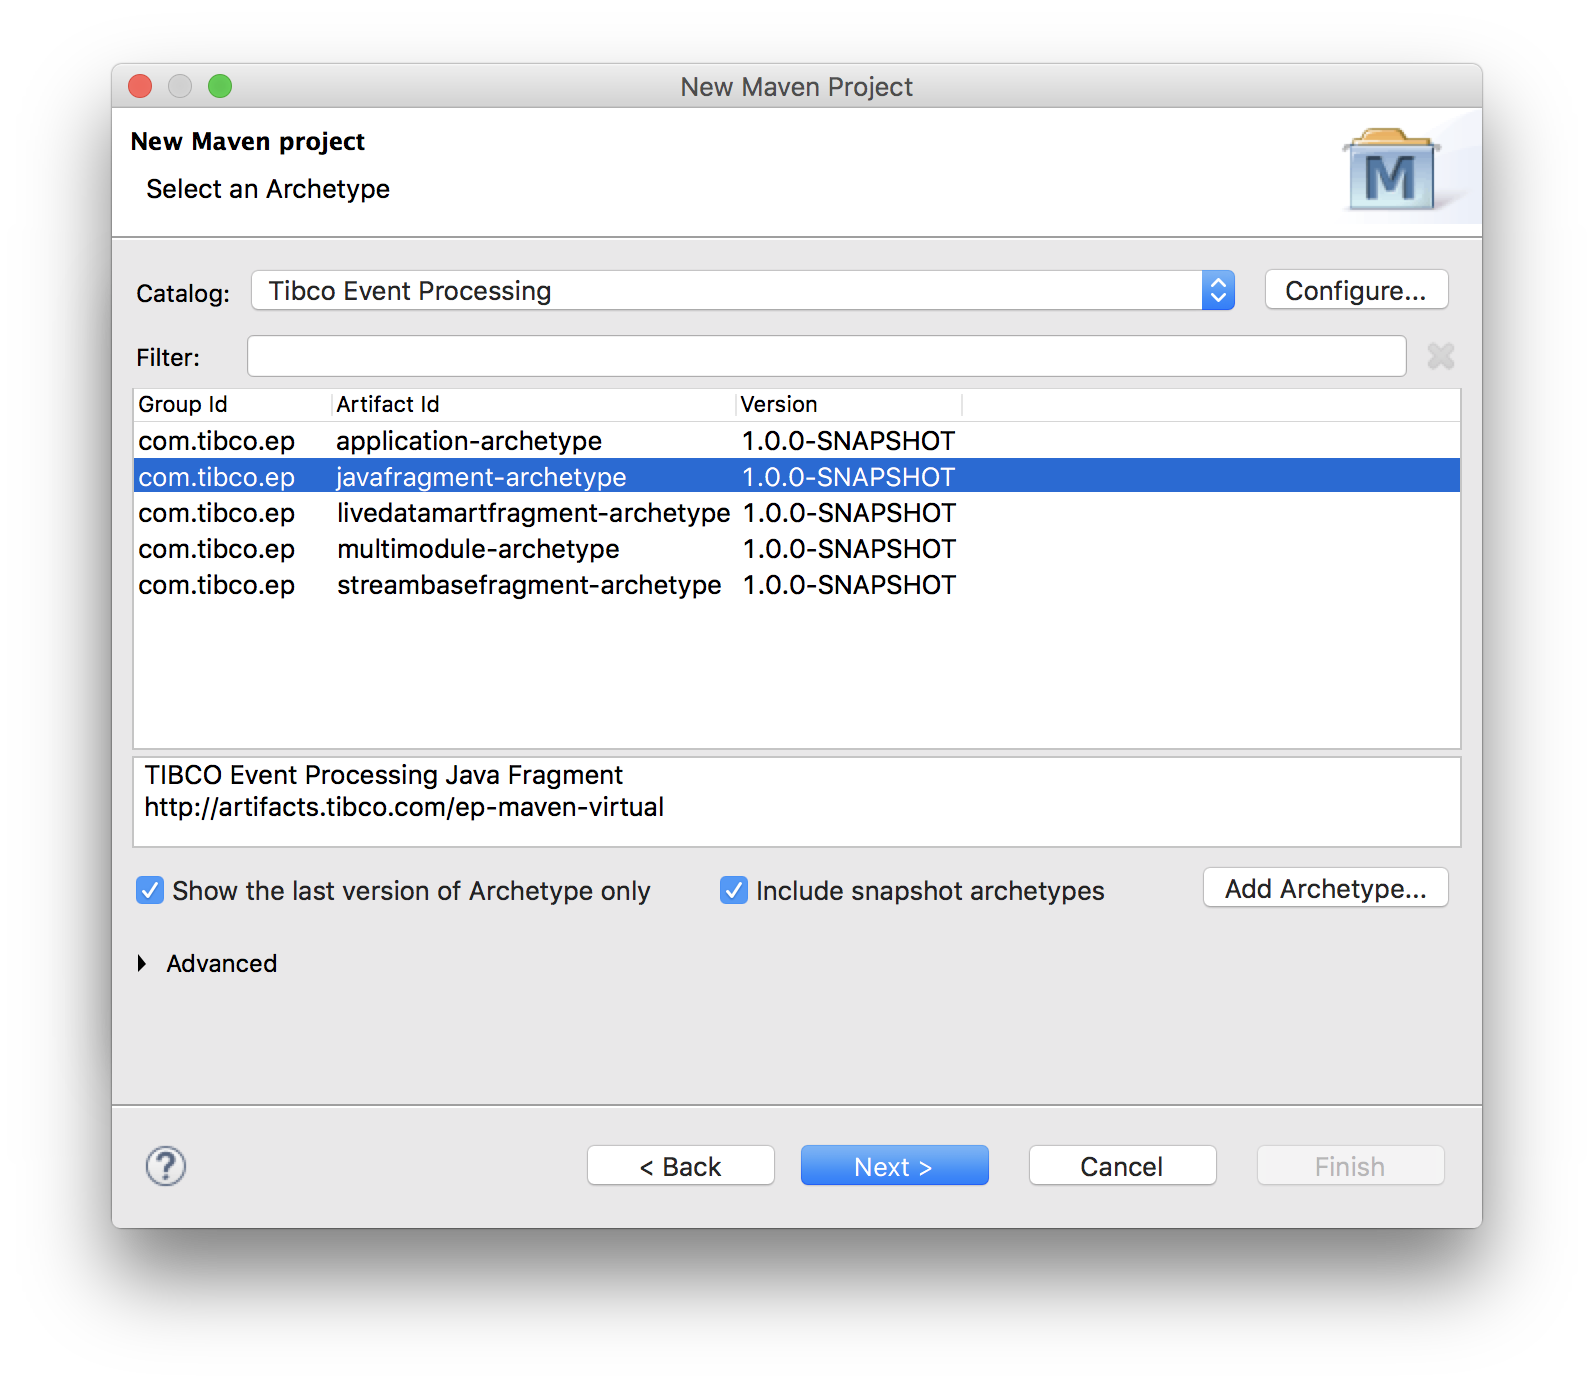 New Maven Project
New Maven project
Select an Archetype
M
Catalog: Tibco Event Processing Configure...
Filter:
Group Id Artifact Id Version
com.tibco.ep application-archetype 1.0.0-SNAPSHOT
com.tibco.ep javafragment-archetype 1.0.0-SNAPSHOT
com.tibco.ep livedatamartfragment-archetype 1.0.0-SNAPSHOT
com.tibco.ep multimodule-archetype 1.0.0-SNAPSHOT
com.tibco.ep streambasefragment-archetype 1.0.0-SNAPSHOT
TIBCO Event Processing Java Fragment
http://artifacts.tibco.com/ep-maven-virtual
Show the last version of Archetype only Include snapshot archetypes Add Archetype...
Advanced
? < Back Next > Cancel Finish